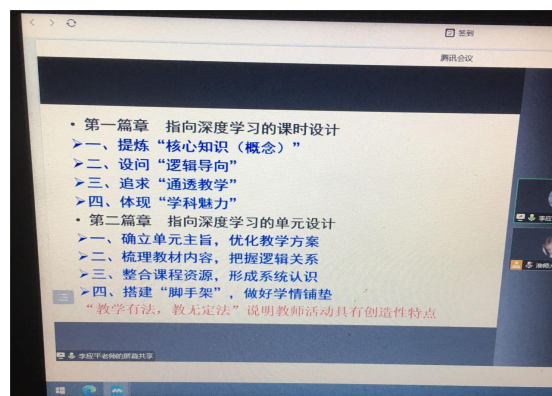 签到
腾讯会议
• 第一篇章 指向深度学习的课时设计
➢一、提炼“核心知识（概念）”
➢二、设问“逻辑导向”
➢三、追求“通透教学”
➢四、体现“学科魅力”
• 第二篇章 指向深度学习的单元设计
➢一、确立单元主旨，优化教学方案
➢二、梳理教材内容，把握逻辑关系
➢三、整合课程资源，形成系统认识
➢四、搭建“脚手架”，做好学情铺垫
“教学有法，教无定法”说明教师活动具有创造性特点
李应平老师的屏幕共享